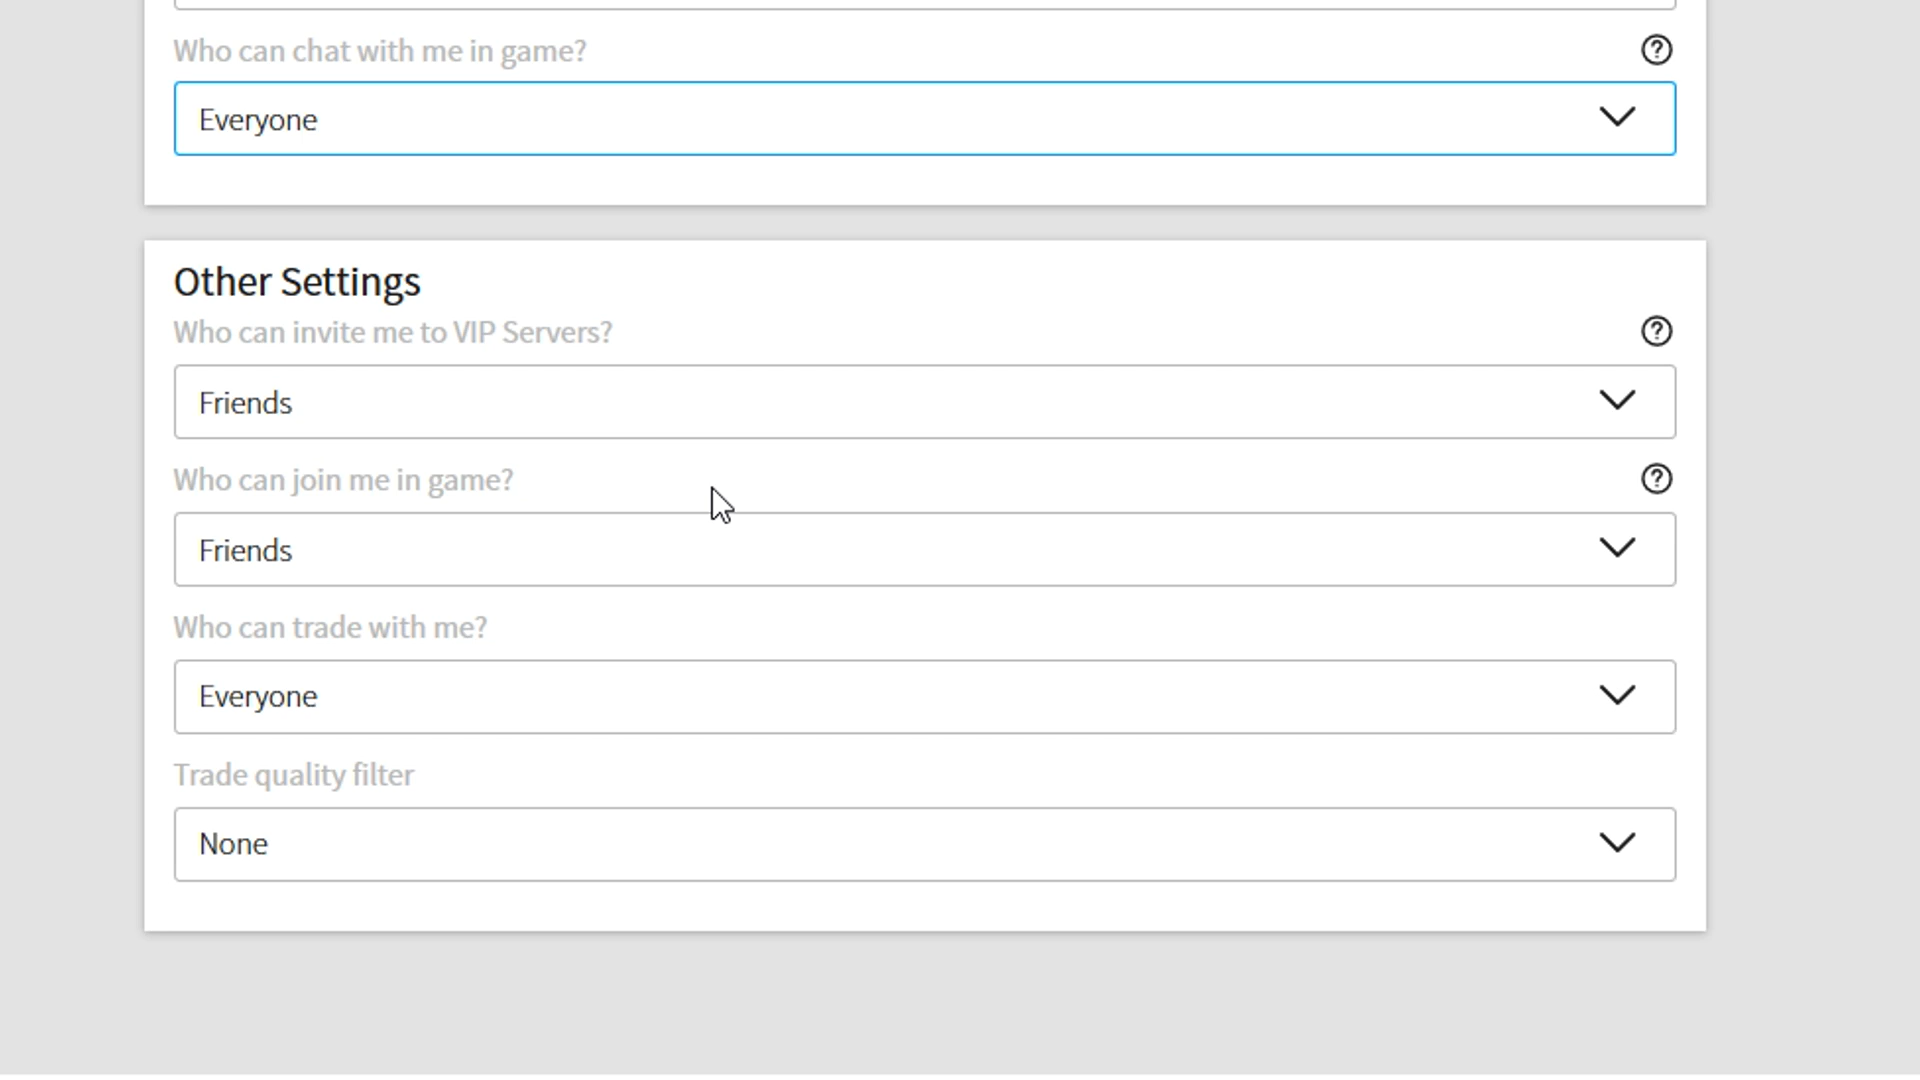 Who can chat with me in game?
Everyone
Other Settings
Who can invite me to VIP Servers?
Friends
Who can join me in game?
Friends
Who can trade with me?
Everyone
Trade quality filter
None